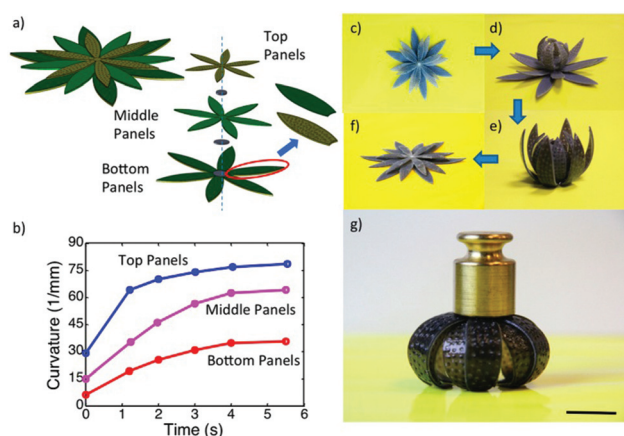 a)
Top
Panels
Middle
Panels
Bottom
Panels
b)
Curvature (1/mm)
90
75
60
45
30
15
0
Top Panels
Middle Panels
Bottom Panels
0 1 2 3 4 5 6
Time (s)
c)
d)
f)
e)
g)